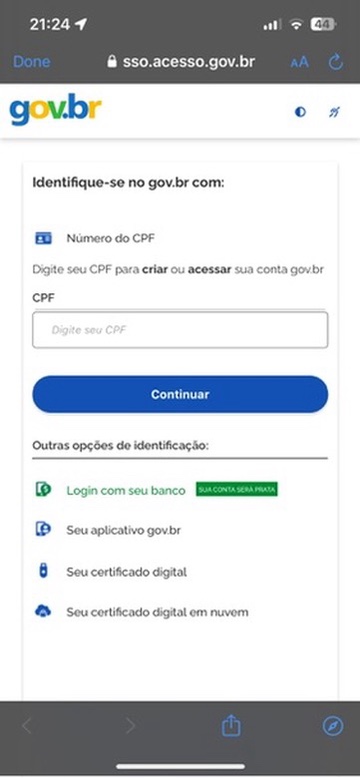 21:24
44
Done
sso.acesso.gov.br
AA
gov.br
Identifique-se no gov.br com:
Número do CPF
Digite seu CPF para criar ou acessar sua conta gov.br
CPF
Digite seu CPF
Continuar
Outras opções de identificação:
Login com seu banco SUA CONTA SERÁ PRATA
Seu aplicativo gov.br
Seu certificado digital
Seu certificado digital em nuvem